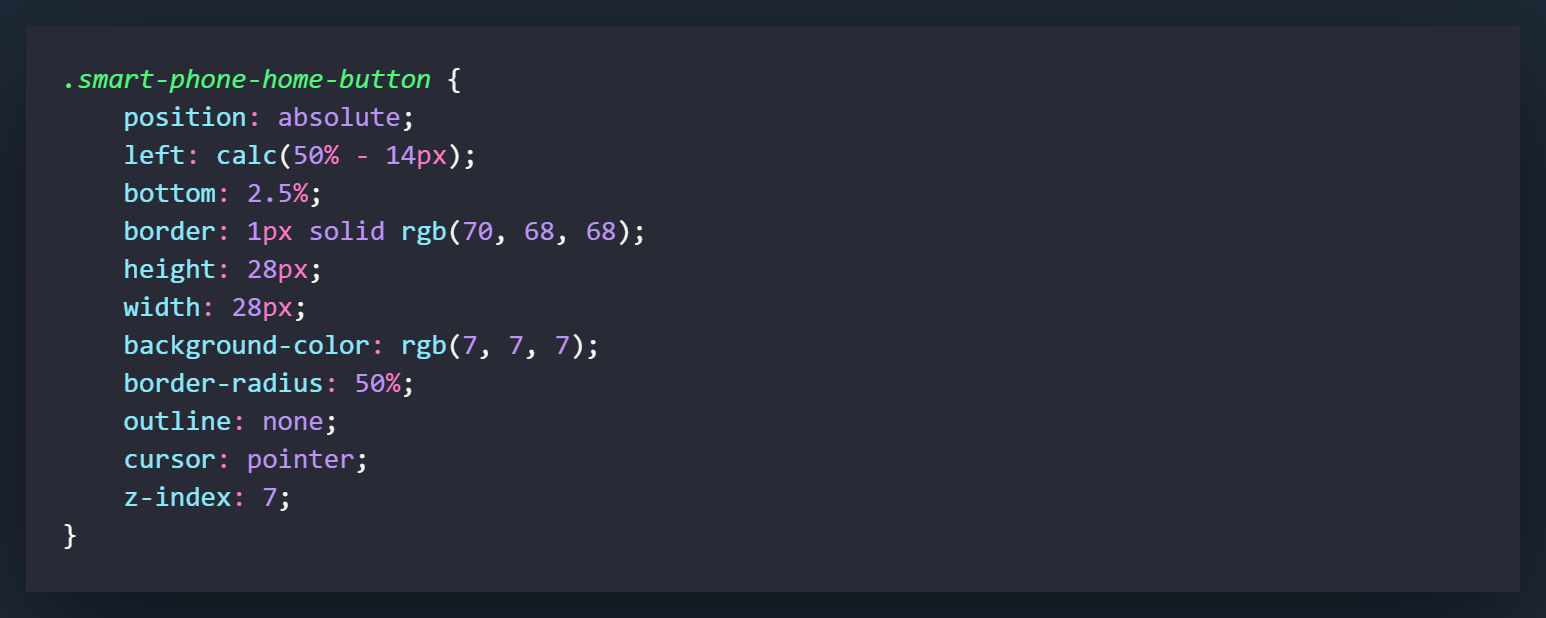 .smart-phone-home-button {
    position: absolute;
    left: calc(50% - 14px);
    bottom: 2.5%;
    border: 1px solid rgb(70, 68, 68);
    height: 28px;
    width: 28px;
    background-color: rgb(7, 7, 7);
    border-radius: 50%;
    outline: none;
    cursor: pointer;
    z-index: 7;
}